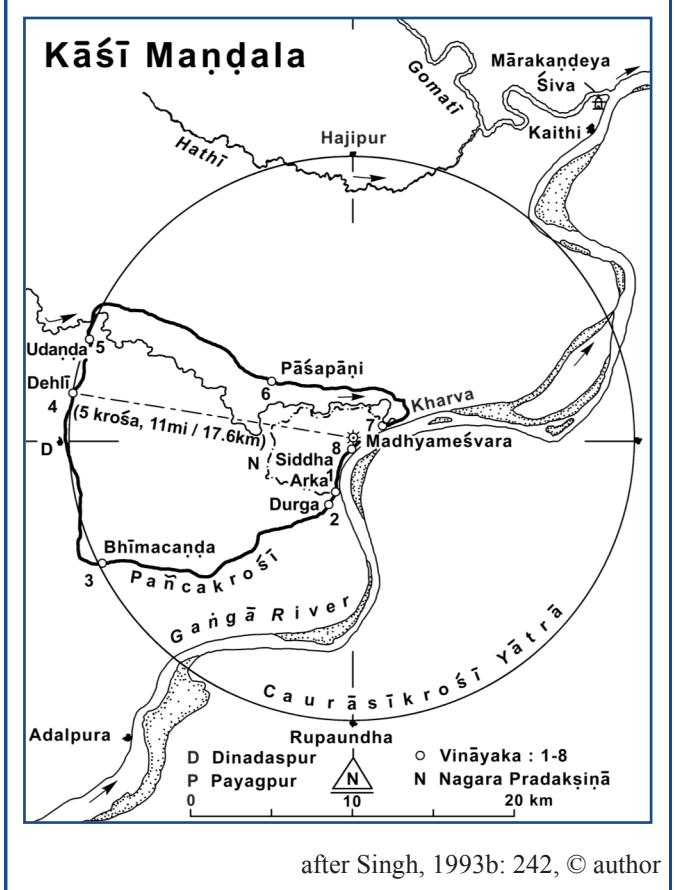 Kāśī Maṇḍala
Mārakaṇḍeya
Śiva
Gomatī
Kaithi
Hajipur
Hathī
Udaṇḍa
5
Dehlī
4
Pāśapāṇi
6
Kharva
7
(5 krośa, 11mi / 17.6km)
Madhyameśvara
D
N
8
Siddha
Arka
1
Durga
2
Bhīmacaṇḍa
3
Pañcakrośī
Gaṅgā River
Caurāsīkrośī Yātrā
Adalpura
Rupaundha
D Dinadaspur
P Payagpur
N
○ Vināyaka : 1-8
N Nagara Pradakṣiṇā
0 10 20 km
after Singh, 1993b: 242, © author